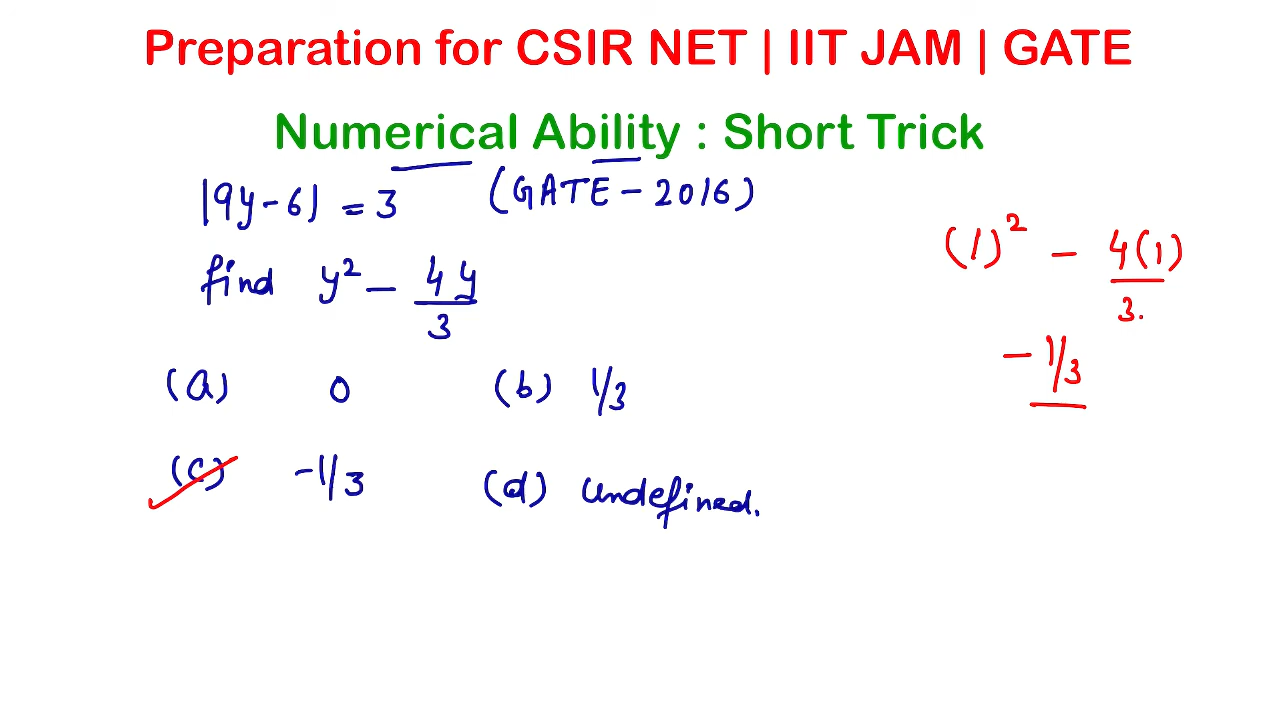 Preparation for CSIR NET | IIT JAM | GATE
Numerical Ability : Short Trick
|9y-6| = 3 (GATE - 2016)
find y² - 4y/3
(a) 0 (b) 1/3
(c) -1/3 (d) undefined.
(1)² - 4(1)/3.
- 1/3